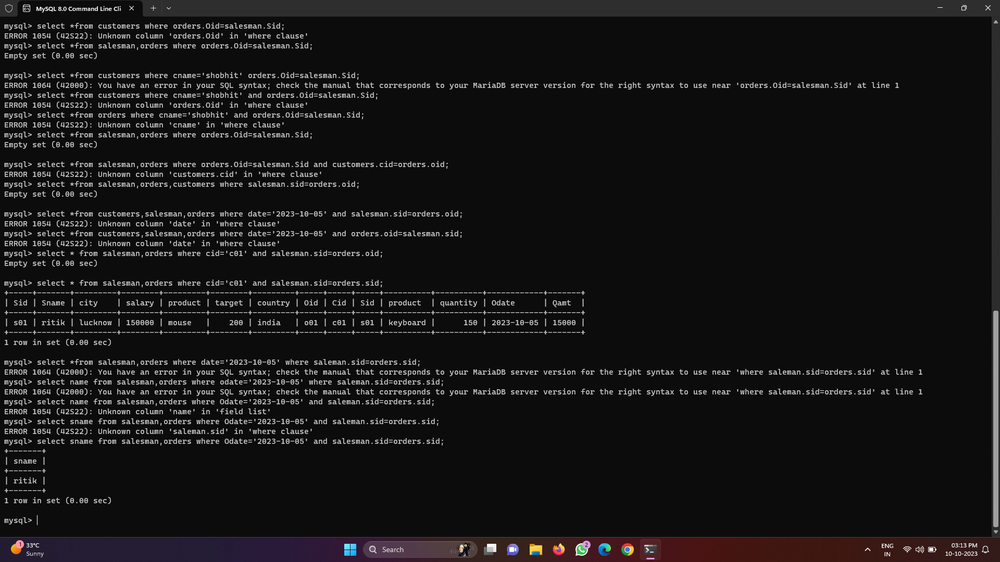 MySQL 8.0 Command Line Cli
mysql> select *from customers where orders.Oid=salesman.Sid;
ERROR 1054 (42S22): Unknown column 'orders.Oid' in 'where clause'
mysql> select *from salesman,orders where orders.Oid=salesman.Sid;
Empty set (0.00 sec)
mysql> select *from customers where cname='shobhit' orders.Oid=salesman.Sid;
ERROR 1064 (42000): You have an error in your SQL syntax; check the manual that corresponds to your MariaDB server version for the right syntax to use near 'orders.Oid=salesman.Sid' at line 1
mysql> select *from customers where cname='shobhit' and orders.Oid=salesman.Sid;
ERROR 1054 (42S22): Unknown column 'orders.Oid' in 'where clause'
mysql> select *from orders where cname='shobhit' and orders.Oid=salesman.Sid;
ERROR 1054 (42S22): Unknown column 'cname' in 'where clause'
mysql> select *from salesman,orders where orders.Oid=salesman.Sid;
Empty set (0.00 sec)
mysql> select *from salesman,orders where orders.Oid=salesman.Sid and customers.cid=orders.oid;
ERROR 1054 (42S22): Unknown column 'customers.cid' in 'where clause'
mysql> select *from salesman,orders,customers where salesman.sid=orders.oid;
Empty set (0.00 sec)
mysql> select *from customers,salesman,orders where date='2023-10-05' and salesman.sid=orders.oid;
ERROR 1054 (42S22): Unknown column 'date' in 'where clause'
mysql> select *from customers,salesman,orders where date='2023-10-05' and orders.oid=salesman.sid;
ERROR 1054 (42S22): Unknown column 'date' in 'where clause'
mysql> select * from salesman,orders where cid='c01' and salesman.sid=orders.oid;
Empty set (0.00 sec)
mysql> select * from salesman,orders where cid='c01' and salesman.sid=orders.sid;
+-----+-------+---------+--------+---------+--------+---------+-----+-----+-----+----------+----------+------------+-------+
| Sid | Sname | city    | salary | product | target | country | Oid | Cid | Sid | product  | quantity | Odate      | Qamt  |
+-----+-------+---------+--------+---------+--------+---------+-----+-----+-----+----------+----------+------------+-------+
| s01 | ritik | lucknow | 150000 | mouse   |    200 | india   | o01 | c01 | s01 | keyboard |      150 | 2023-10-05 | 15000 |
+-----+-------+---------+--------+---------+--------+---------+-----+-----+-----+----------+----------+------------+-------+
1 row in set (0.00 sec)
mysql> select *from salesman,orders where date='2023-10-05' where saleman.sid=orders.sid;
ERROR 1064 (42000): You have an error in your SQL syntax; check the manual that corresponds to your MariaDB server version for the right syntax to use near 'where saleman.sid=orders.sid' at line 1
mysql> select name from salesman,orders where odate='2023-10-05' where saleman.sid=orders.sid;
ERROR 1064 (42000): You have an error in your SQL syntax; check the manual that corresponds to your MariaDB server version for the right syntax to use near 'where saleman.sid=orders.sid' at line 1
mysql> select name from salesman,orders where Odate='2023-10-05' and saleman.sid=orders.sid;
ERROR 1054 (42S22): Unknown column 'name' in 'field list'
mysql> select sname from salesman,orders where Odate='2023-10-05' and saleman.sid=orders.sid;
ERROR 1054 (42S22): Unknown column 'saleman.sid' in 'where clause'
mysql> select sname from salesman,orders where Odate='2023-10-05' and salesman.sid=orders.sid;
+-------+
| sname |
+-------+
| ritik |
+-------+
1 row in set (0.00 sec)
mysql>
1
33°C
Sunny
Search
2
ENG
IN
03:13 PM
10-10-2023